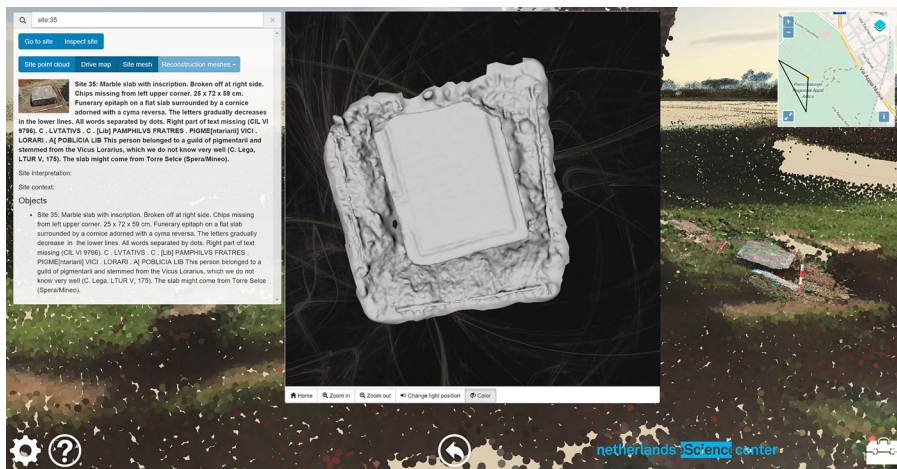 site:35
Go to site Inspect site
Site point cloud Drive map Site mesh Reconstruction meshes
Site 35: Marble slab with inscription. Broken off at right side.
Chips missing from left upper corner. 25 x 72 x 59 cm.
Funerary epitaph on a flat slab surrounded by a cornice
adorned with a cyma reversa. The letters gradually decreases
in the lower lines. All words separated by dots. Right part of text missing (CIL VI
9796). C . LVTATIVS . C . [Lib] PAMPHILVS FRATRES . PIGME[ntariarii] VICI .
LORARI . A[ POBLICIA LIB This person belonged to a guild of pigmentarii and
stemmed from the Vicus Lorarius, which we do not know very well (C. Lega,
LTUR V, 175). The slab might come from Torre Selce (Spera/Mineo).
Site interpretation:
Site context:
Objects
• Site 35: Marble slab with inscription. Broken off at right side. Chips missing
from left upper corner. 25 x 72 x 59 cm. Funerary epitaph on a flat slab
surrounded by a cornice adorned with a cyma reversa. The letters gradually
decrease in the lower lines. All words separated by dots. Right part of text
missing (CIL VI 9796). C . LVTATIVS . C . [Lib] PAMPHILVS FRATRES .
PIGME[ntariarii] VICI . LORARI . A[ POBLICIA LIB This person belonged to a
guild of pigmentarii and stemmed from the Vicus Lorarius, which we do not
know very well (C. Lega, LTUR V, 175). The slab might come from Torre Selce
(Spera/Mineo).
Home Zoom in Zoom out Change light position Color
Via Appia
netherlands Scienc center